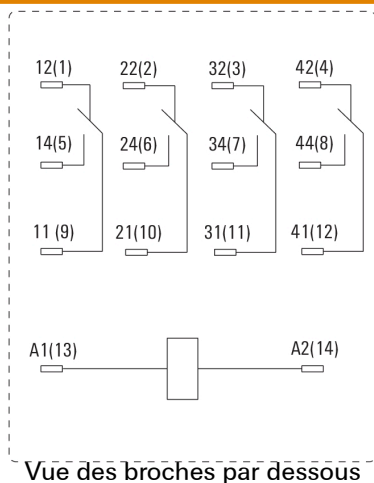 12(1) 22(2) 32(3) 42(4)
14(5) 24(6) 34(7) 44(8)
11 (9) 21(10) 31(11) 41(12)
A1(13) A2(14)
Vue des broches par dessous